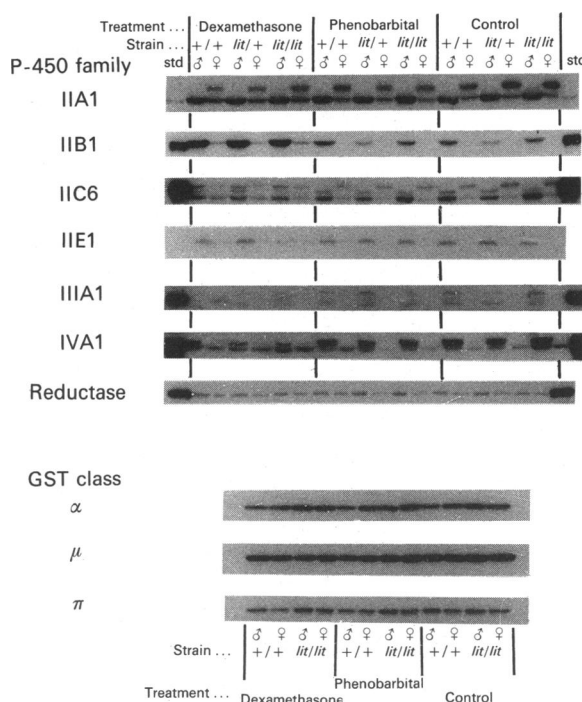 Treatment ... Dexamethasone Phenobarbital Control
Strain ... +/+ lit/+ lit/lit +/+ lit/+ lit/lit +/+ lit/+ lit/lit
P-450 family std ♂ ♀ ♂ ♀ ♂ ♀ ♂ ♀ ♂ ♀ ♂ ♀ ♂ ♀ ♂ ♀ ♂ ♀ std
IIA1
IIB1
IIC6
IIE1
IIIA1
IVA1
Reductase
GST class
α
μ
π
♂ ♀ ♂ ♀ ♂ ♀ ♂ ♀ ♂ ♀ ♂ ♀
Strain ... +/+ lit/lit +/+ lit/lit +/+ lit/lit
Treatment ... Dexamethasone Phenobarbital Control